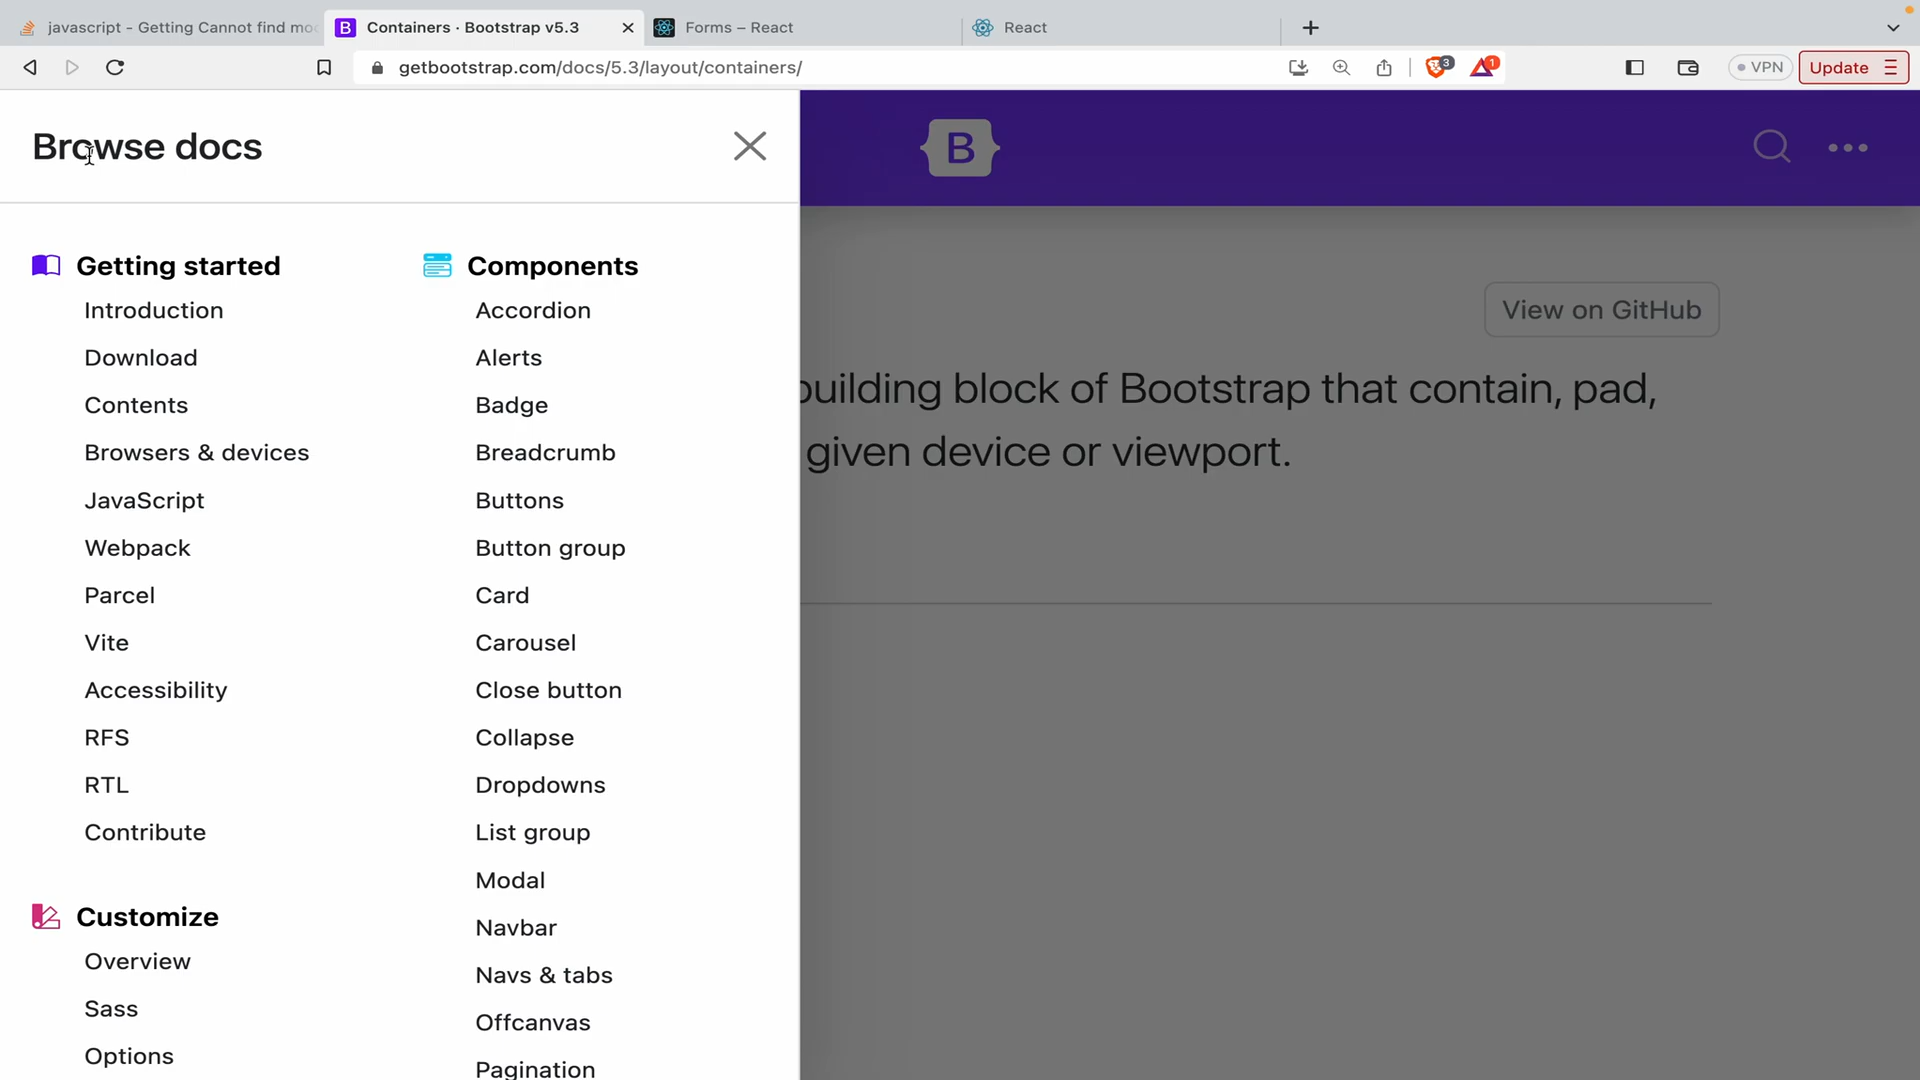 javascript - Getting Cannot find mo
Containers · Bootstrap v5.3
Forms – React
React
getbootstrap.com/docs/5.3/layout/containers/
3
1
VPN
Update
Browse docs
B
Getting started
Introduction
Download
Contents
Browsers & devices
JavaScript
Webpack
Parcel
Vite
Accessibility
RFS
RTL
Contribute
Customize
Overview
Sass
Options
Components
Accordion
Alerts
Badge
Breadcrumb
Buttons
Button group
Card
Carousel
Close button
Collapse
Dropdowns
List group
Modal
Navbar
Navs & tabs
Offcanvas
Pagination
View on GitHub
building block of Bootstrap that contain, pad,
given device or viewport.